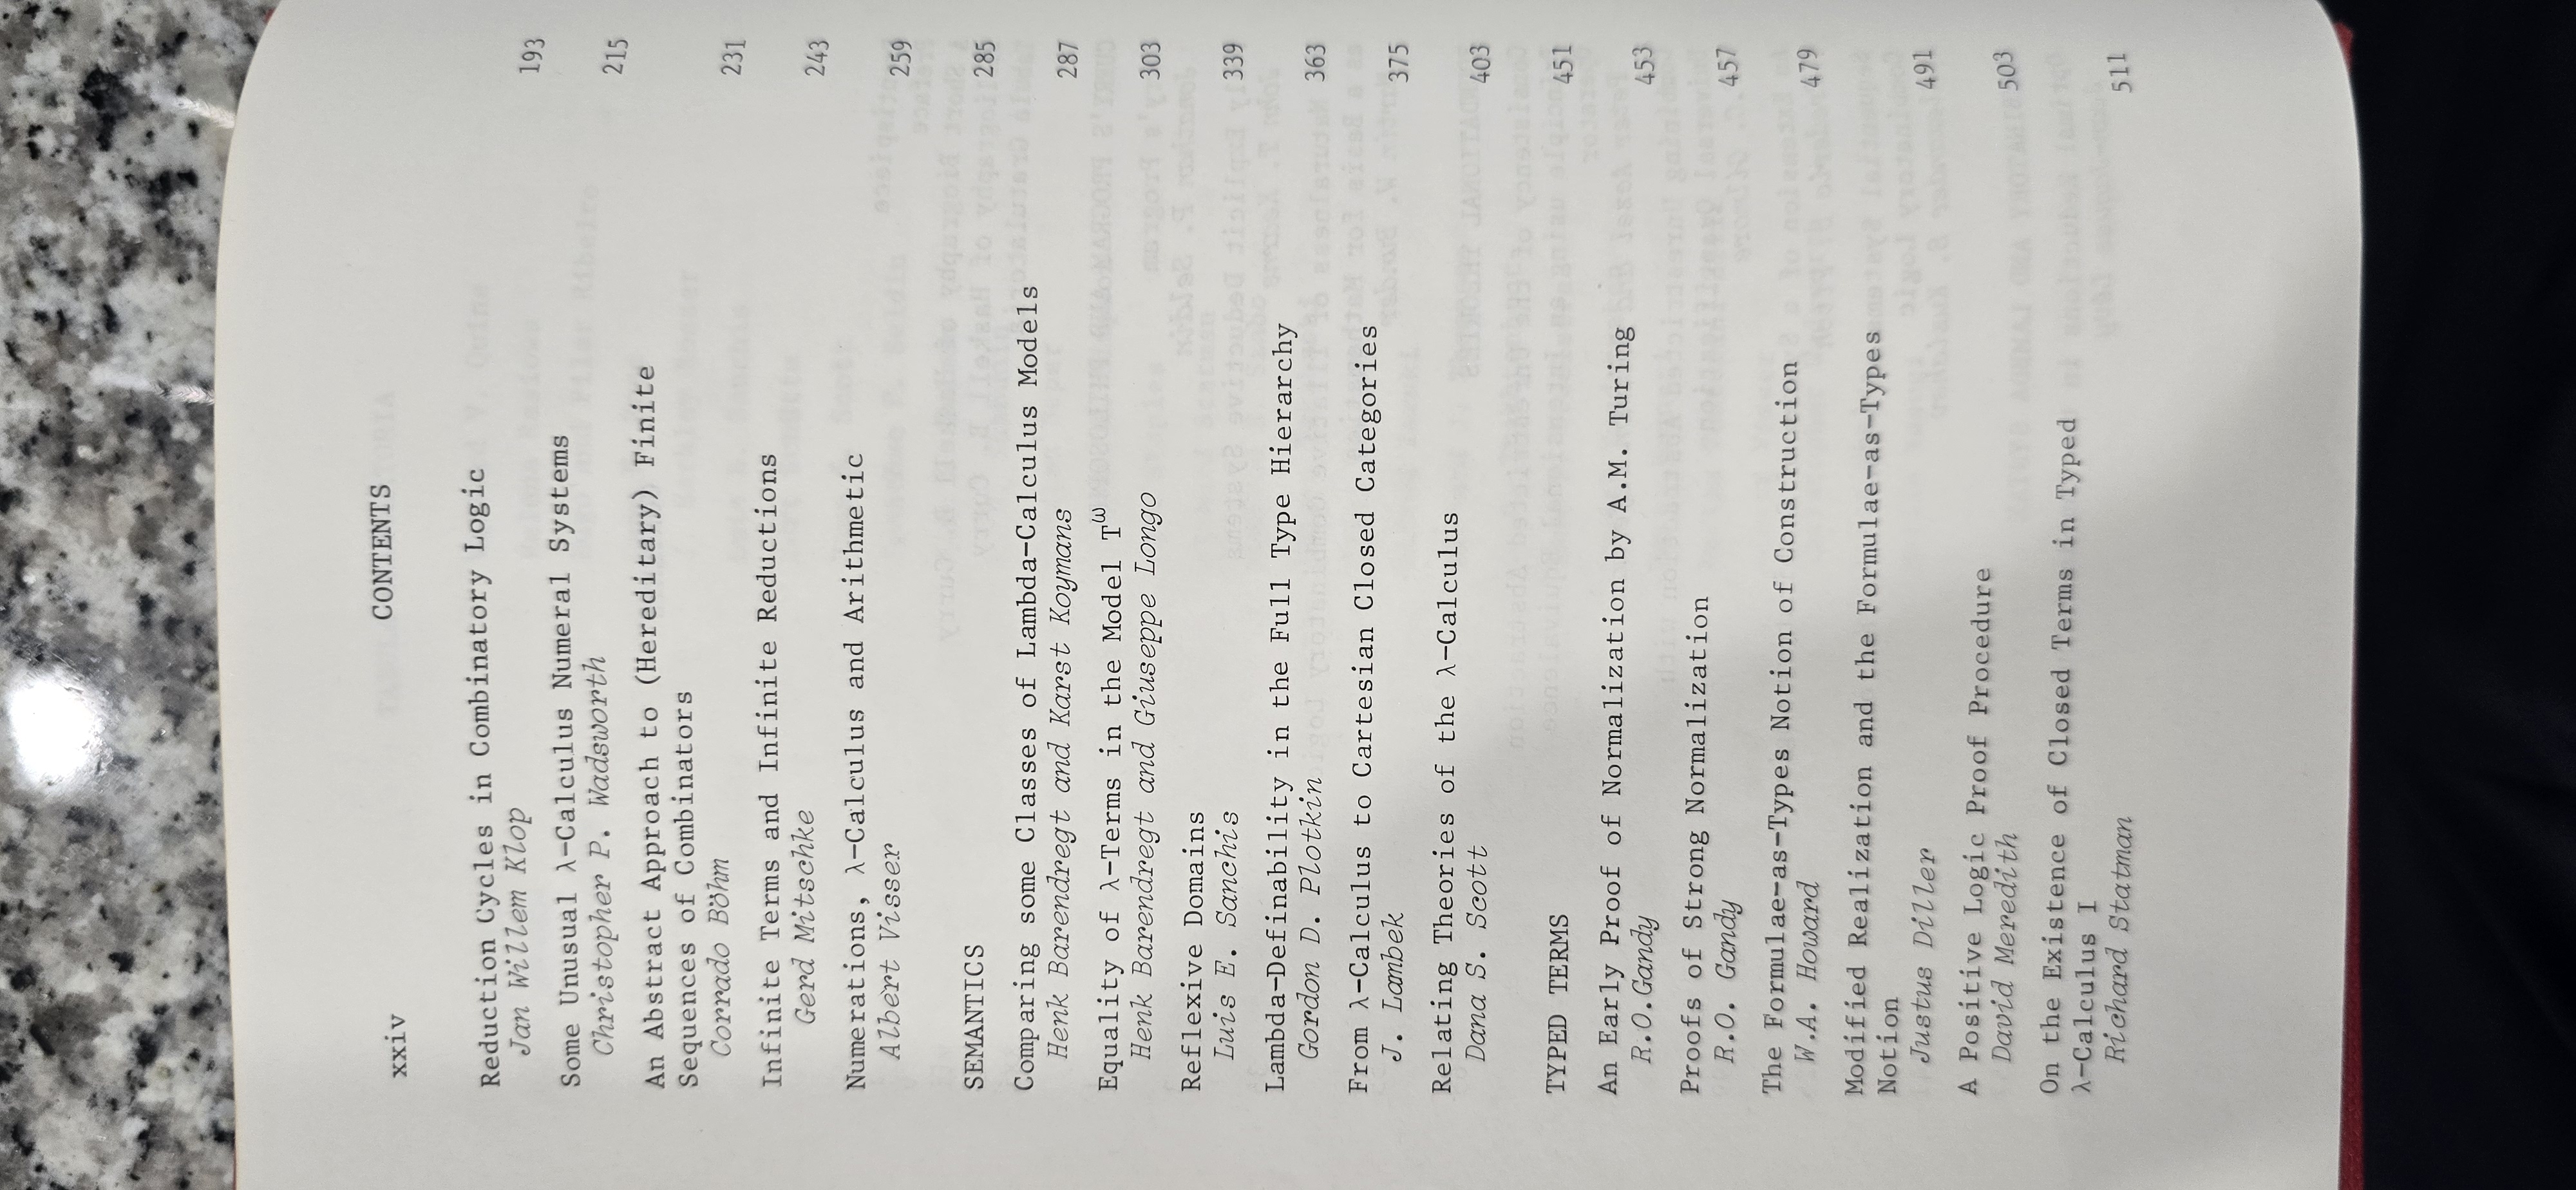 xxiv CONTENTS
Reduction Cycles in Combinatory Logic
Jan Willem Klop 193
Some Unusual λ-Calculus Numeral Systems
Christopher P. Wadsworth 215
An Abstract Approach to (Hereditary) Finite
Sequences of Combinators
Corrado Böhm 231
Infinite Terms and Infinite Reductions
Gerd Mitschke 243
Numerations, λ-Calculus and Arithmetic
Albert Visser 259
SEMANTICS 285
Comparing some Classes of Lambda-Calculus Models
Henk Barendregt and Karst Koymans 287
Equality of λ-Terms in the Model T^ω
Henk Barendregt and Giuseppe Longo 303
Reflexive Domains
Luis E. Sanchis 339
Lambda-Definability in the Full Type Hierarchy
Gordon D. Plotkin 363
From λ-Calculus to Cartesian Closed Categories
J. Lambek 375
Relating Theories of the λ-Calculus
Dana S. Scott 403
TYPED TERMS 451
An Early Proof of Normalization by A.M. Turing
R.O.Gandy 453
Proofs of Strong Normalization
R.O. Gandy 457
The Formulae-as-Types Notion of Construction
W.A. Howard 479
Modified Realization and the Formulae-as-Types
Notion
Justus Diller 491
A Positive Logic Proof Procedure
David Meredith 503
On the Existence of Closed Terms in Typed
λ-Calculus I
Richard Statman 511